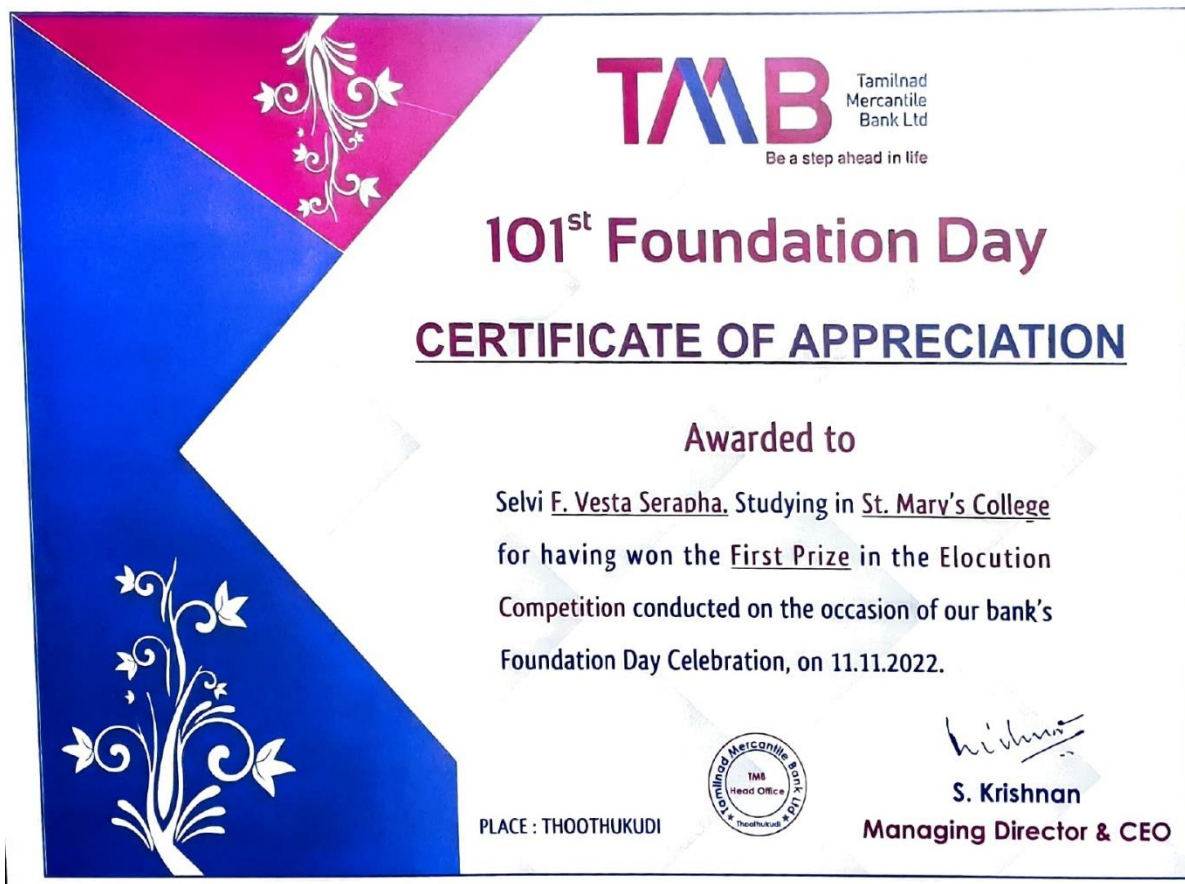 TMB
Tamilnad
Mercantile
Bank Ltd
Be a step ahead in life
101st Foundation Day
CERTIFICATE OF APPRECIATION
Awarded to
Selvi F. Vesta Serapha. Studying in St. Mary's College
for having won the First Prize in the Elocution
Competition conducted on the occasion of our bank's
Foundation Day Celebration, on 11.11.2022.
Tamilnad Mercantile Bank Ltd
TMB
Head Office
Thoothukudi
S. Krishnan
Managing Director & CEO
PLACE : THOOTHUKUDI